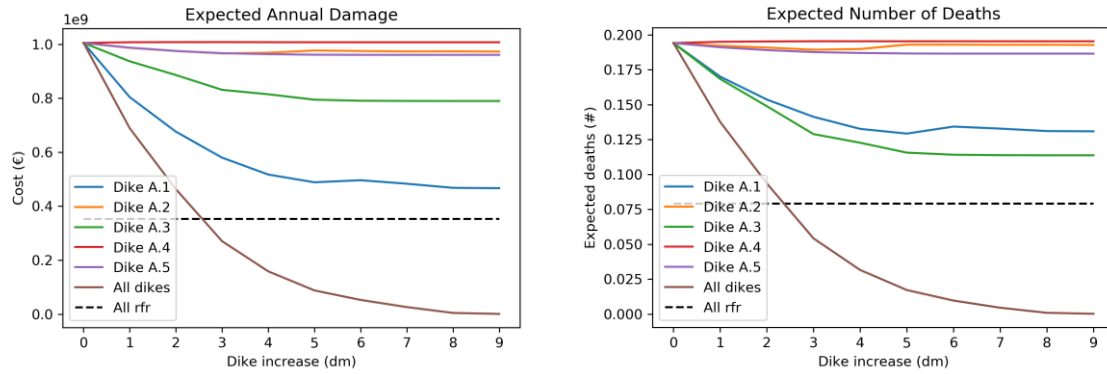 Expected Annual Damage
1e9
1.0
0.8
0.6
0.4
0.2
0.0
Cost (€)
Dike A.1
Dike A.2
Dike A.3
Dike A.4
Dike A.5
All dikes
All rfr
0 1 2 3 4 5 6 7 8 9
Dike increase (dm)
Expected Number of Deaths
0.200
0.175
0.150
0.125
0.100
0.075
0.050
0.025
0.000
Expected deaths (#)
Dike A.1
Dike A.2
Dike A.3
Dike A.4
Dike A.5
All dikes
All rfr
0 1 2 3 4 5 6 7 8 9
Dike increase (dm)